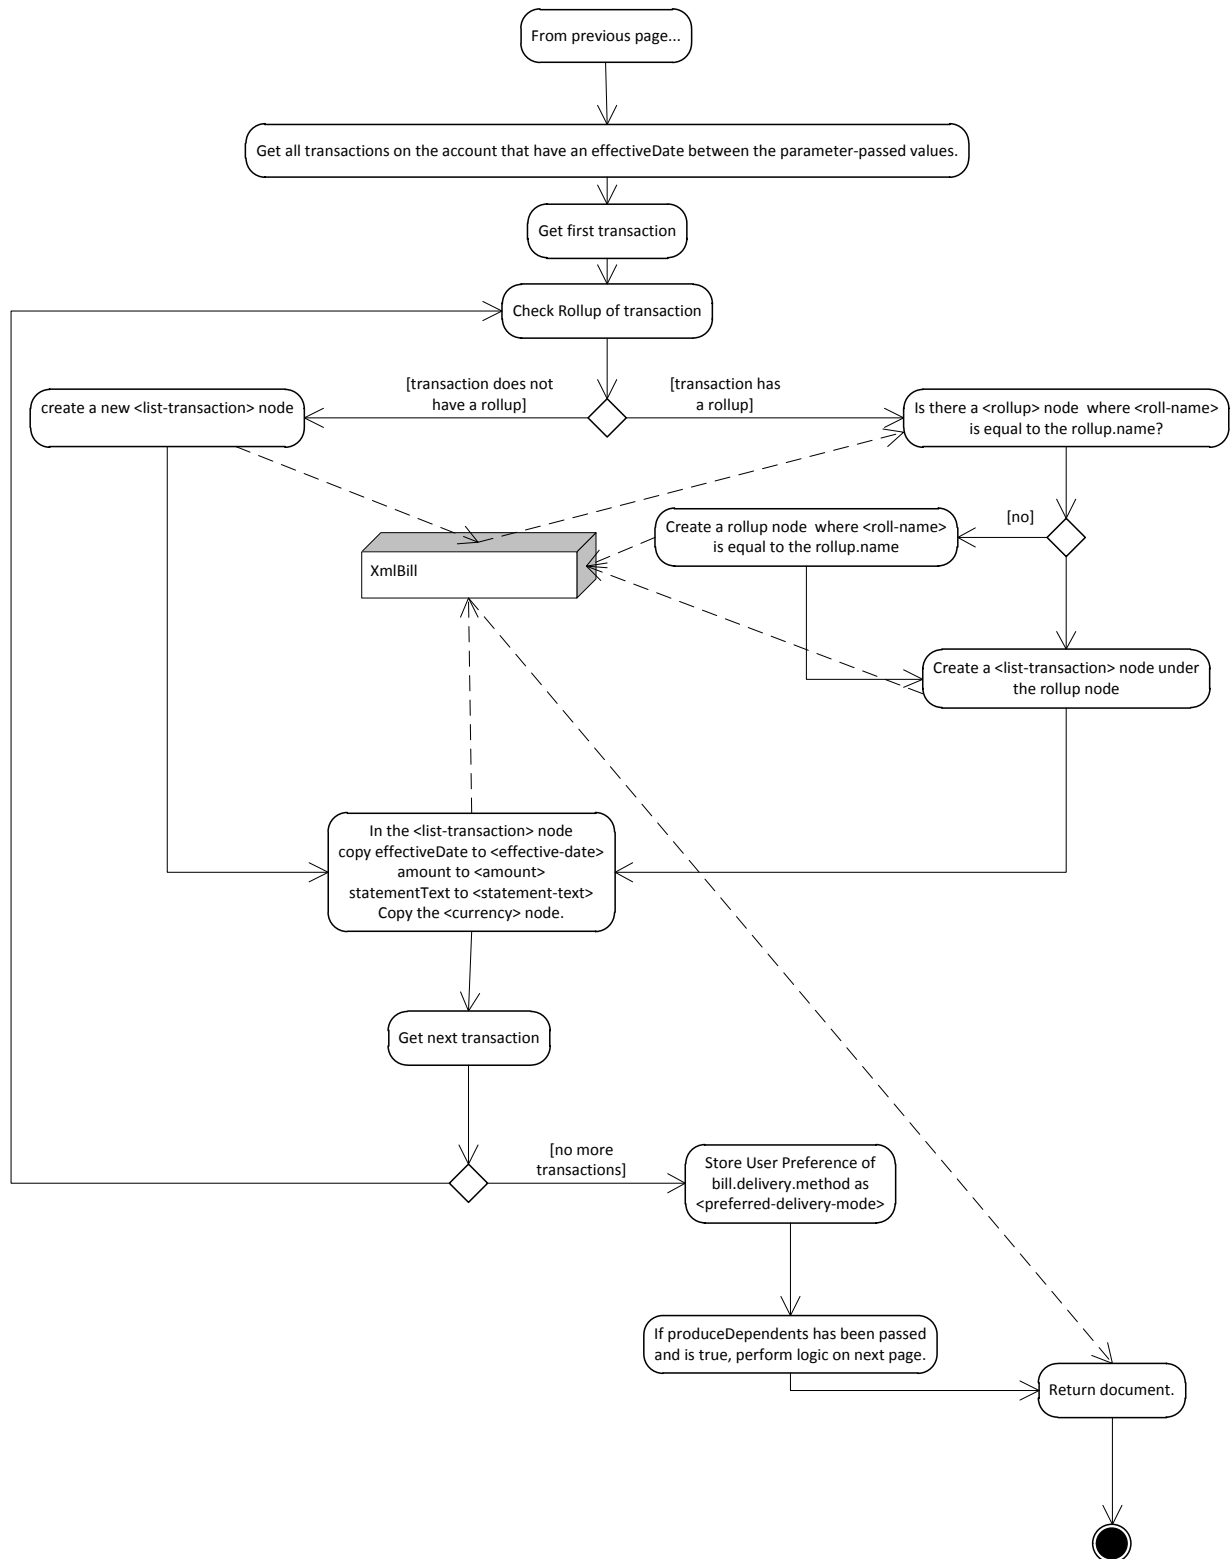 From previous page...
Get all transactions on the account that have an effectiveDate between the parameter-passed values.
Get first transaction
Check Rollup of transaction
[transaction does not
have a rollup]
[transaction has
a rollup]
create a new <list-transaction> node
Is there a <rollup> node  where <roll-name>
is equal to the rollup.name?
[no]
Create a rollup node  where <roll-name>
is equal to the rollup.name
XmlBill
Create a <list-transaction> node under
the rollup node
In the <list-transaction> node
copy effectiveDate to <effective-date>
amount to <amount>
statementText to <statement-text>
Copy the <currency> node.
Get next transaction
[no more
transactions]
Store User Preference of
bill.delivery.method as
<preferred-delivery-mode>
If produceDependents has been passed
and is true, perform logic on next page.
Return document.